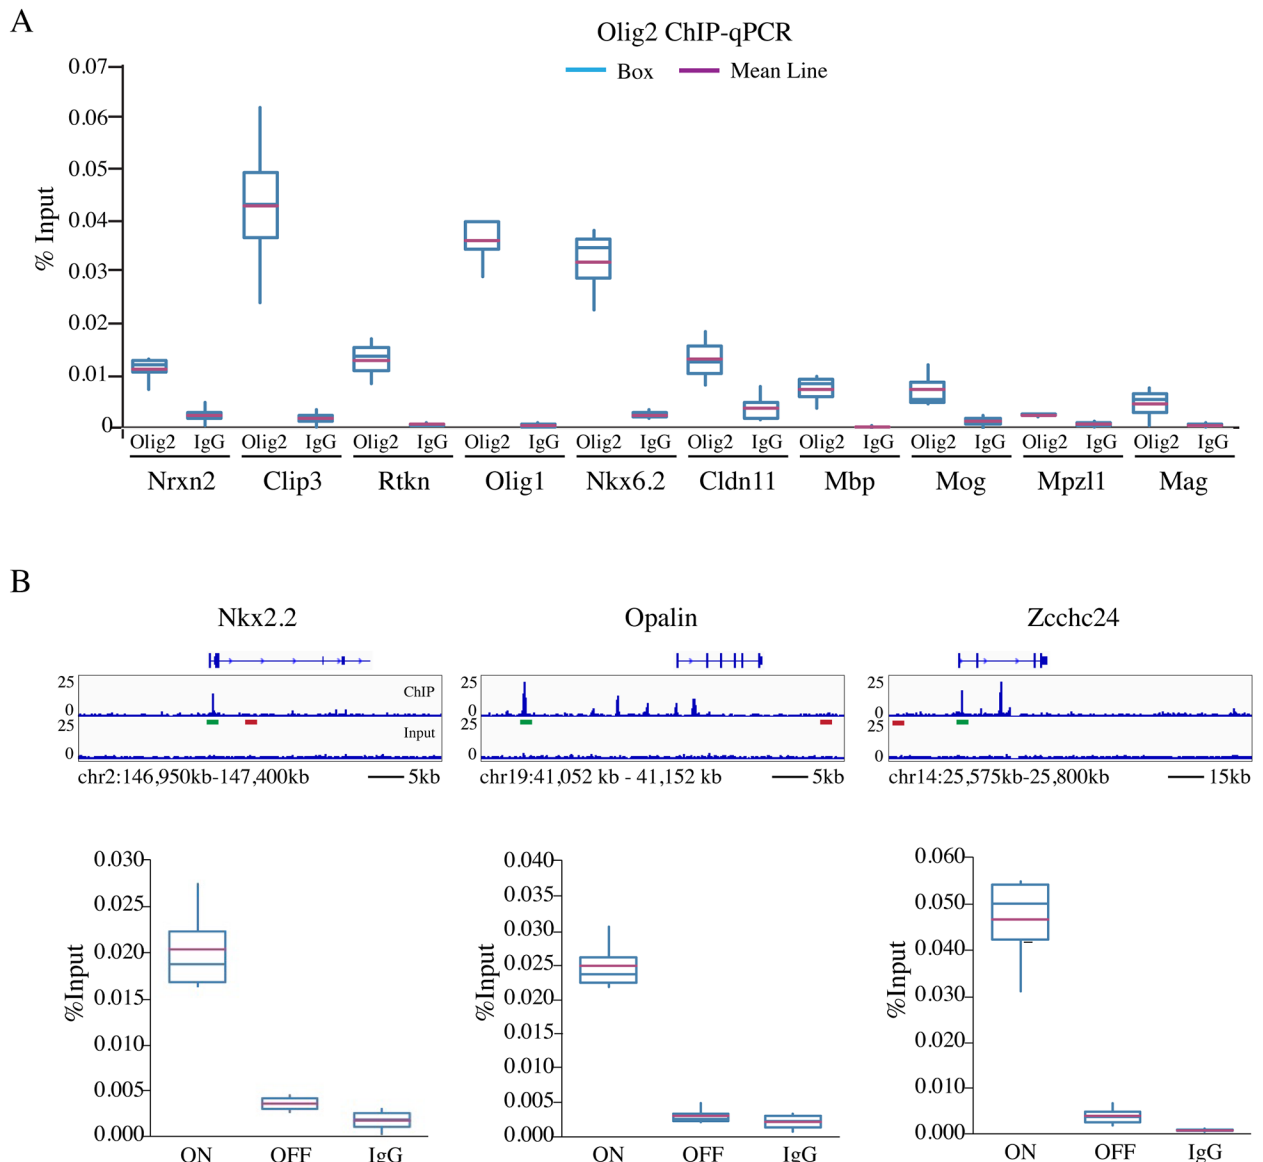 A
Olig2 ChIP-qPCR
Box Mean Line
% Input
0.07
0.06
0.05
0.04
0.03
0.02
0.01
0
Olig2 IgG Olig2 IgG Olig2 IgG Olig2 IgG Olig2 IgG Olig2 IgG Olig2 IgG Olig2 IgG Olig2 IgG Olig2 IgG
Nrxn2 Clip3 Rtkn Olig1 Nkx6.2 Cldn11 Mbp Mog Mpzl1 Mag
B
Nkx2.2
25
ChIP
0
25
Input
0
chr2:146,950kb-147,400kb 5kb
Opalin
chr19:41,052 kb - 41,152 kb 5kb
Zcchc24
25
0
25
0
chr14:25,575kb-25,800kb 15kb
%Input
0.030
0.025
0.020
0.015
0.010
0.005
0.000
ON OFF IgG
%Input
0.040
0.035
0.030
0.025
0.020
0.015
0.010
0.005
0.000
ON OFF IgG
%Input
0.060
0.050
0.040
0.030
0.020
0.010
0.000
ON OFF IgG